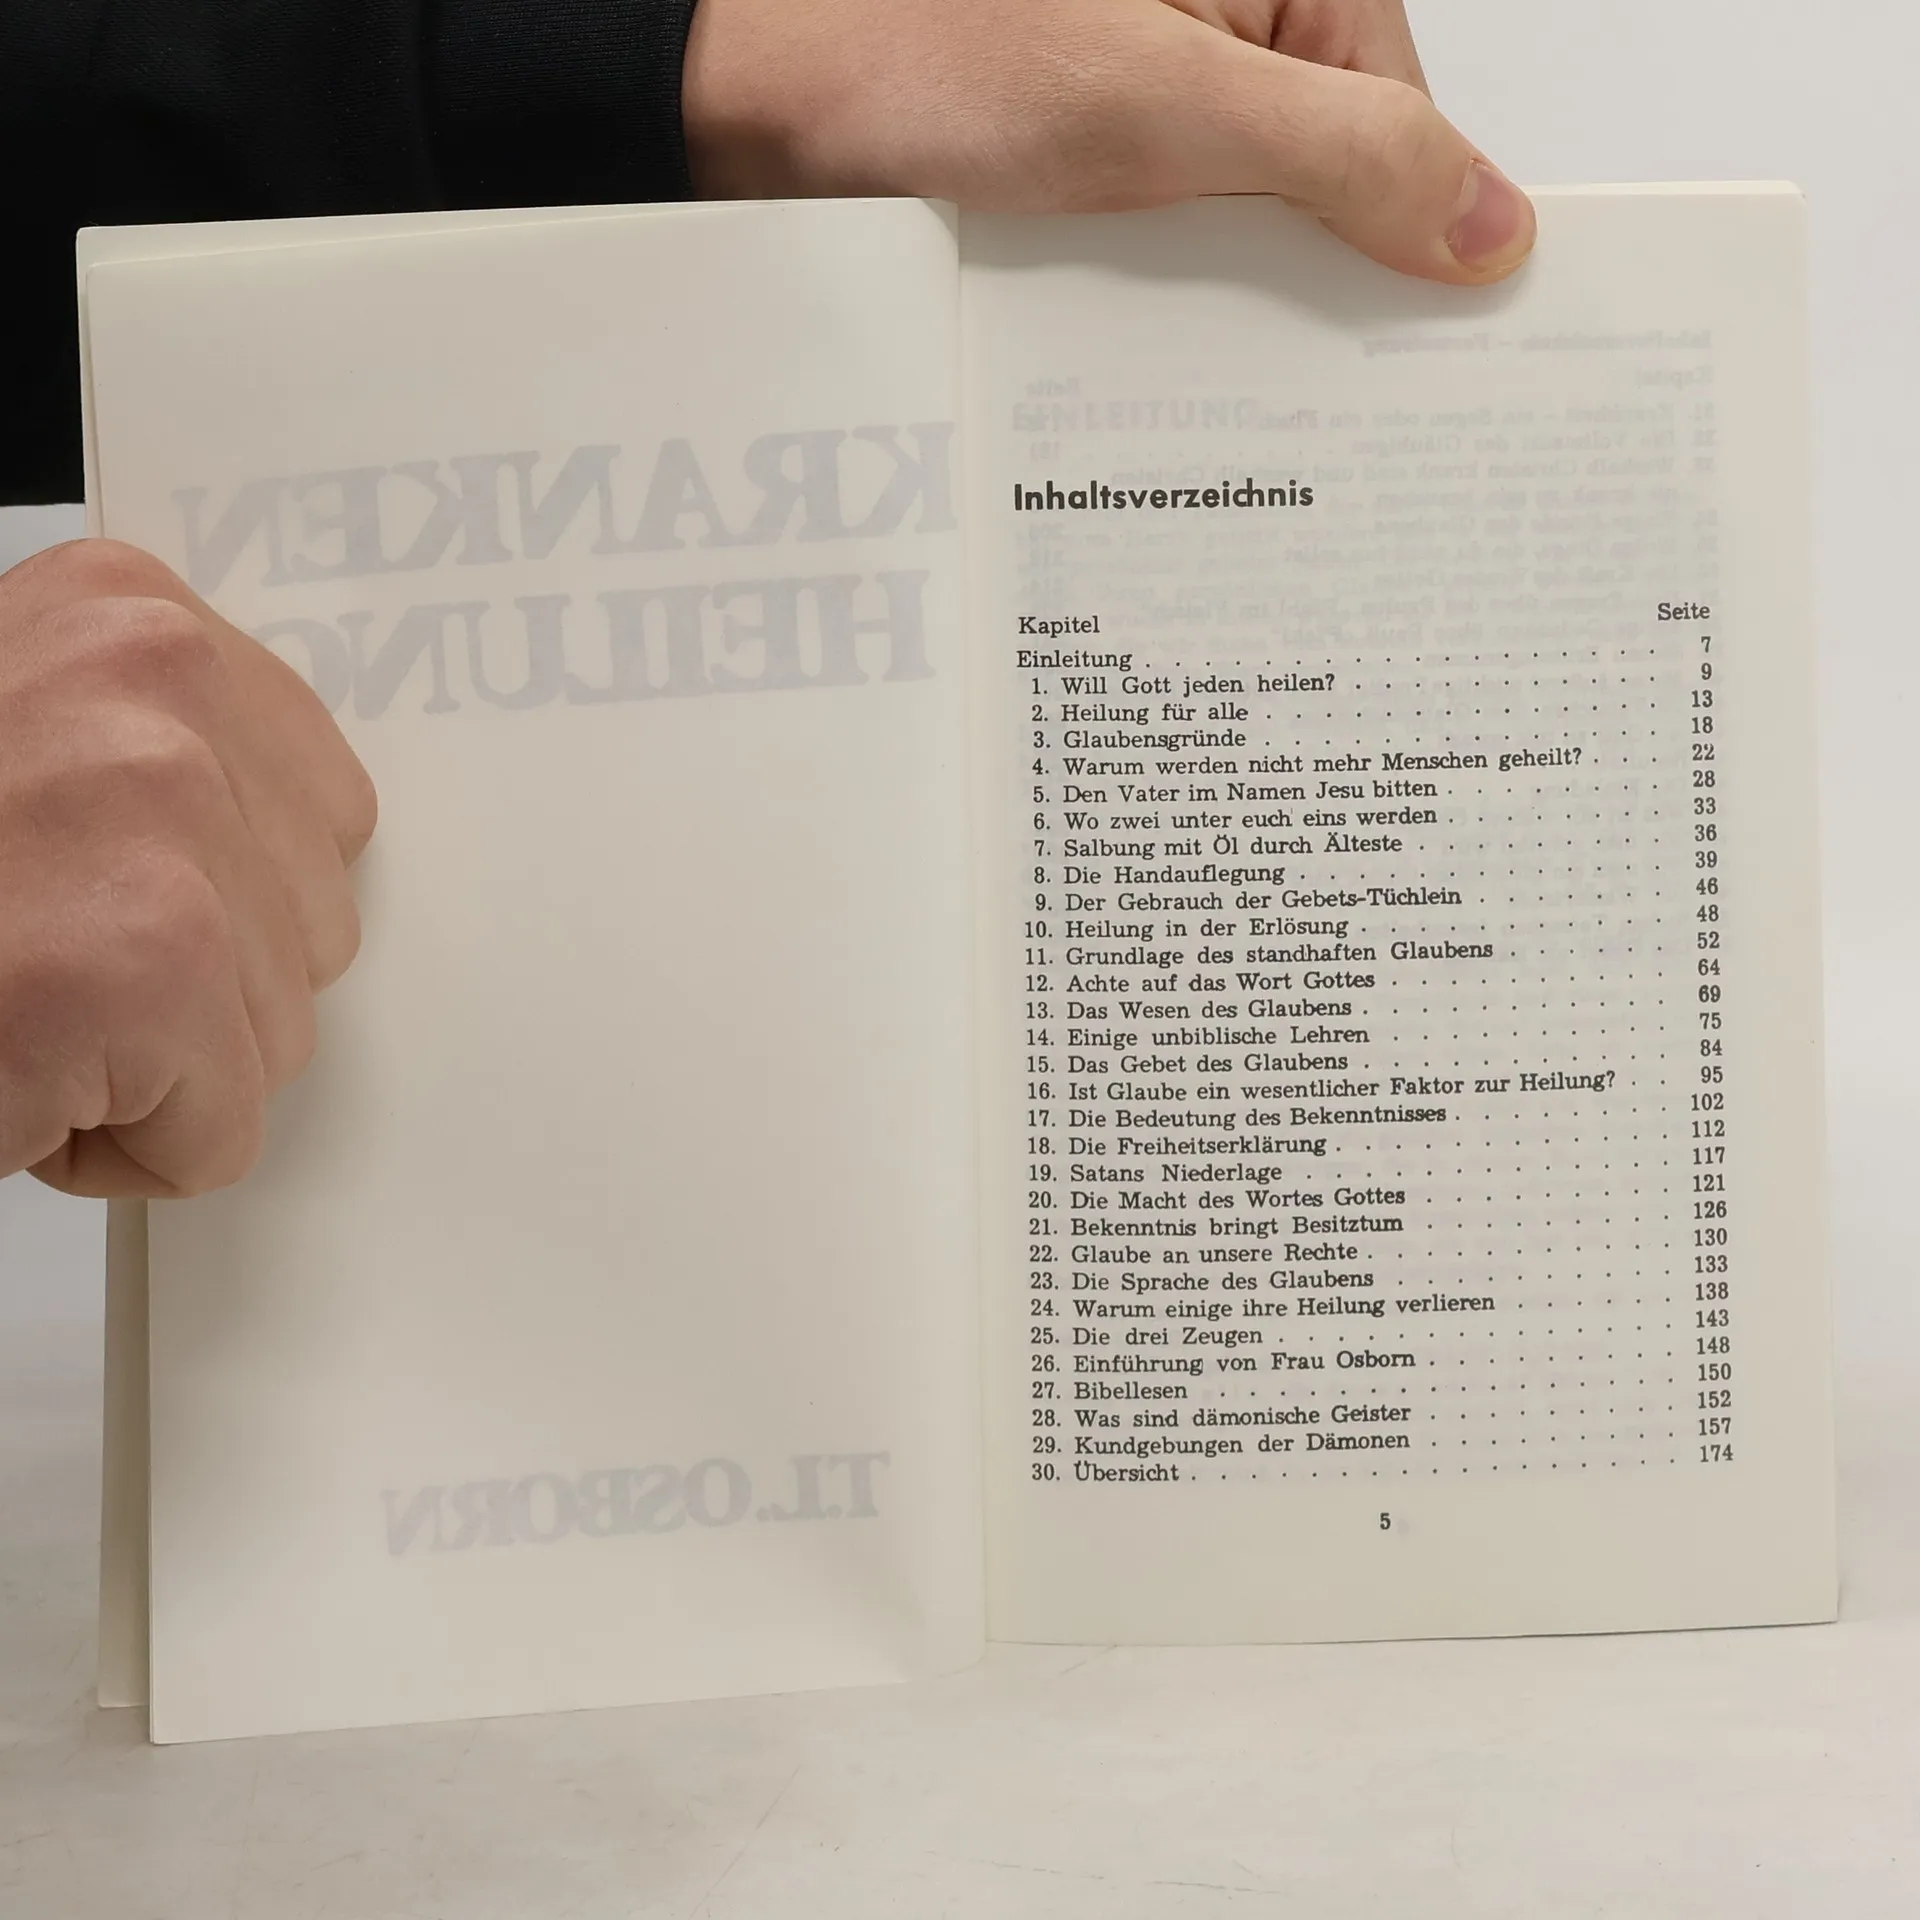 KRANKEN
HEILUNG
T.L. OSBORN
Inhaltsverzeichnis
Kapitel Seite
Einleitung . . . . . . . . . . . . . . . . . . 7
1. Will Gott jeden heilen? . . . . . . . . . . . 9
2. Heilung für alle . . . . . . . . . . . . . . 13
3. Glaubensgründe . . . . . . . . . . . . . . 18
4. Warum werden nicht mehr Menschen geheilt? . . . 22
5. Den Vater im Namen Jesu bitten . . . . . . . . 28
6. Wo zwei unter euch eins werden . . . . . . . . 33
7. Salbung mit Öl durch Älteste . . . . . . . . . 36
8. Die Handauflegung . . . . . . . . . . . . . 39
9. Der Gebrauch der Gebets-Tüchlein . . . . . . . 46
10. Heilung in der Erlösung . . . . . . . . . . . 48
11. Grundlage des standhaften Glaubens . . . . . . 52
12. Achte auf das Wort Gottes . . . . . . . . . . 64
13. Das Wesen des Glaubens . . . . . . . . . . . 69
14. Einige unbiblische Lehren . . . . . . . . . . 75
15. Das Gebet des Glaubens . . . . . . . . . . . 84
16. Ist Glaube ein wesentlicher Faktor zur Heilung? . . 95
17. Die Bedeutung des Bekenntnisses . . . . . . . . 102
18. Die Freiheitserklärung . . . . . . . . . . . . 112
19. Satans Niederlage . . . . . . . . . . . . . 117
20. Die Macht des Wortes Gottes . . . . . . . . . 121
21. Bekenntnis bringt Besitztum . . . . . . . . . 126
22. Glaube an unsere Rechte . . . . . . . . . . . 130
23. Die Sprache des Glaubens . . . . . . . . . . 133
24. Warum einige ihre Heilung verlieren . . . . . . 138
25. Die drei Zeugen . . . . . . . . . . . . . . 143
26. Einführung von Frau Osborn . . . . . . . . . 148
27. Bibellesen . . . . . . . . . . . . . . . . 150
28. Was sind dämonische Geister . . . . . . . . . 152
29. Kundgebungen der Dämonen . . . . . . . . . 157
30. Übersicht . . . . . . . . . . . . . . . . . 174
5